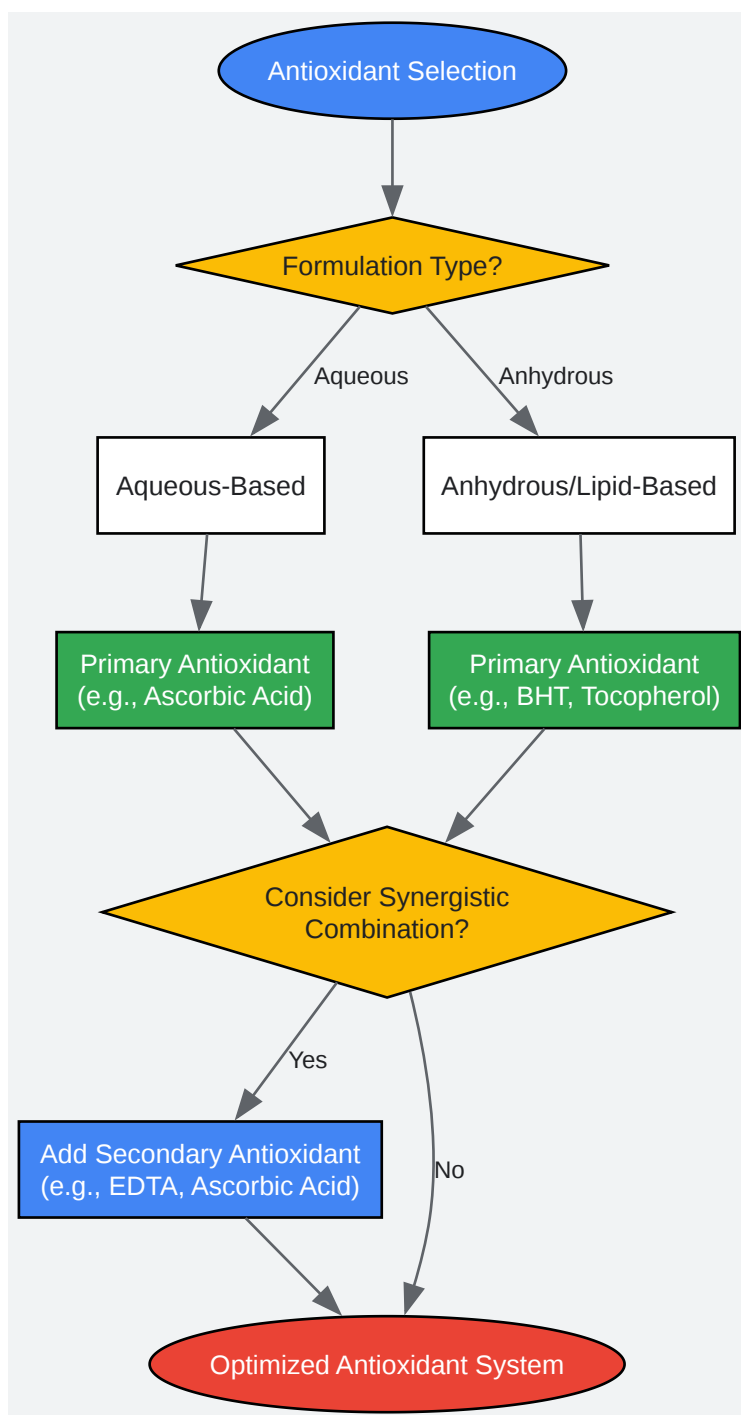 Antioxidant Selection
Formulation Type?
Aqueous
Anhydrous
Aqueous-Based
Anhydrous/Lipid-Based
Primary Antioxidant
(e.g., Ascorbic Acid)
Primary Antioxidant
(e.g., BHT, Tocopherol)
Consider Synergistic
Combination?
Yes
Add Secondary Antioxidant
(e.g., EDTA, Ascorbic Acid)
No
Optimized Antioxidant System